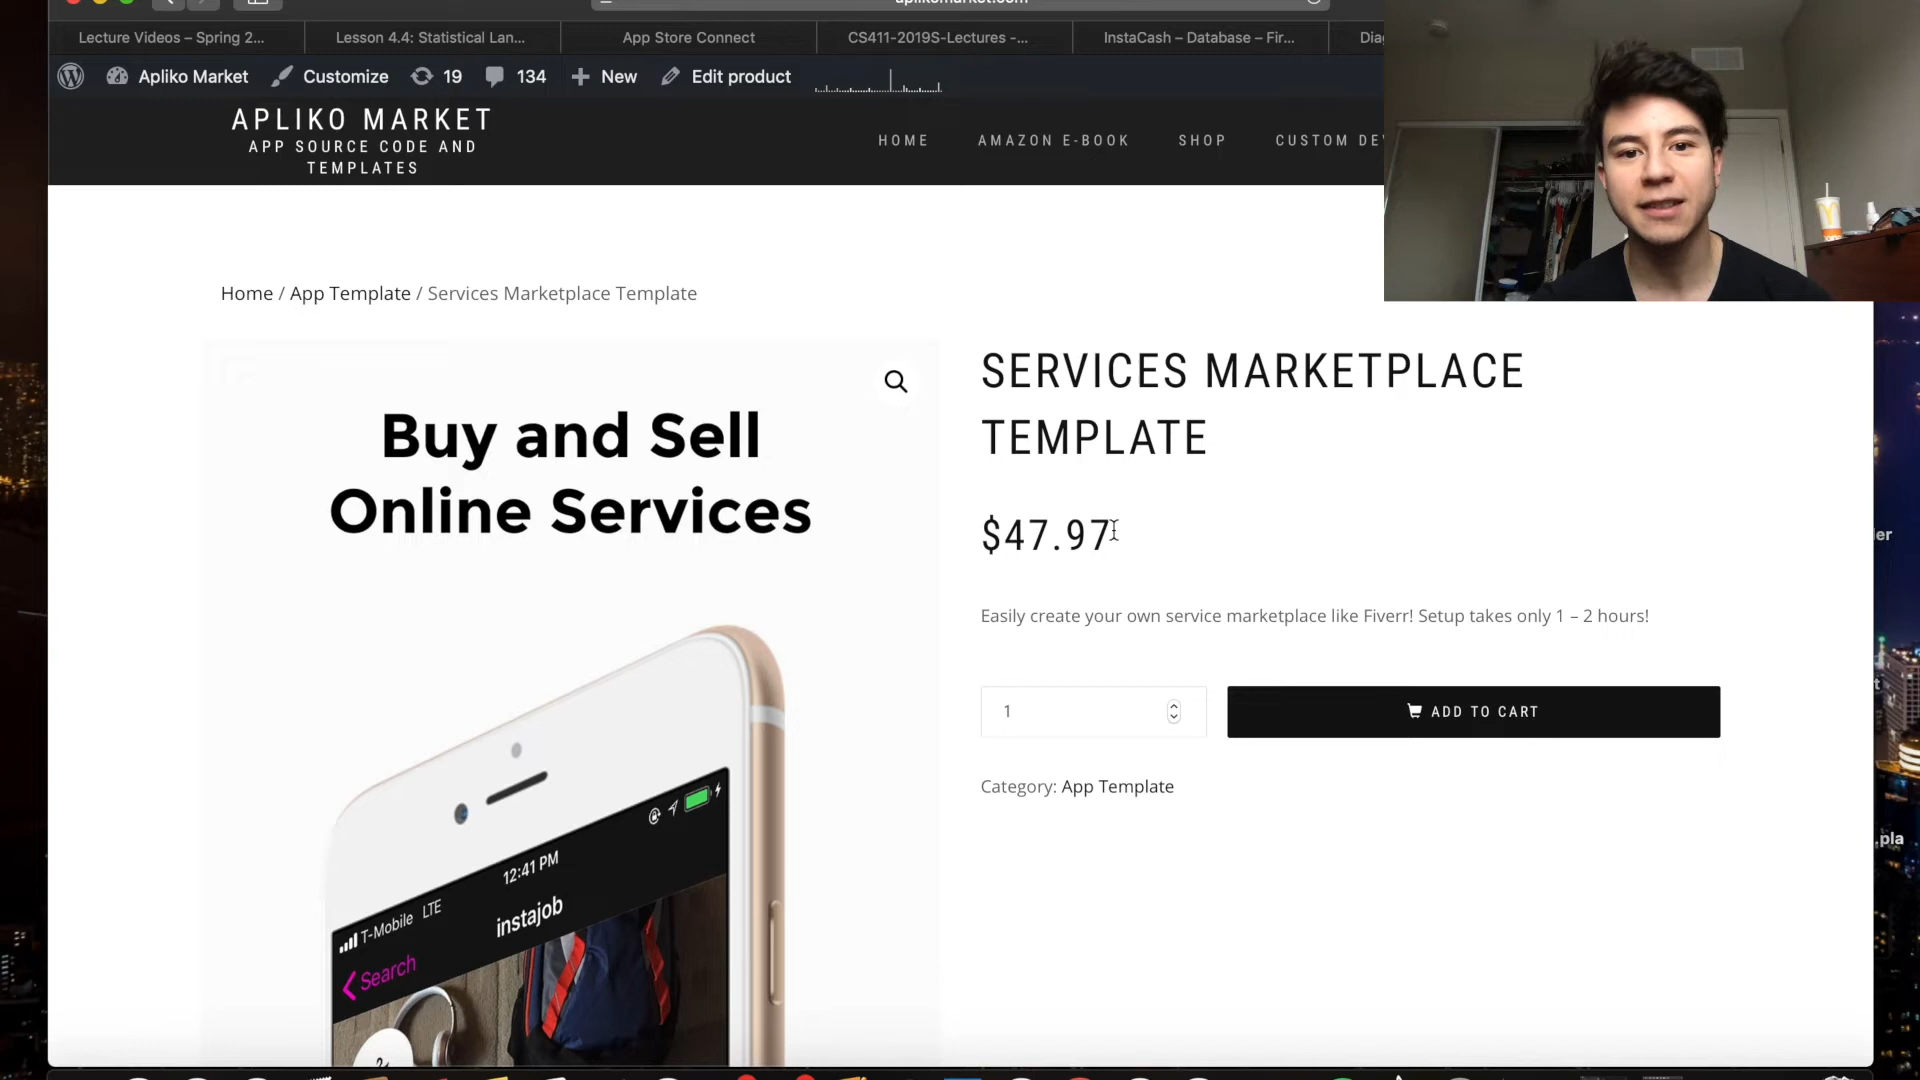 Lecture Videos – Spring 2...
Lesson 4.4: Statistical Lan...
App Store Connect
CS411-2019S-Lectures -...
InstaCash – Database – Fir...
Apliko Market
Customize
19
134
New
Edit product
APLIKO MARKET
APP SOURCE CODE AND
TEMPLATES
HOME
AMAZON E-BOOK
SHOP
CUSTOM DE
Home / App Template / Services Marketplace Template
Buy and Sell
Online Services
12:41 PM
T-Mobile LTE
instajob
Search
SERVICES MARKETPLACE
TEMPLATE
$47.97
Easily create your own service marketplace like Fiverr! Setup takes only 1 – 2 hours!
1
ADD TO CART
Category: App Template